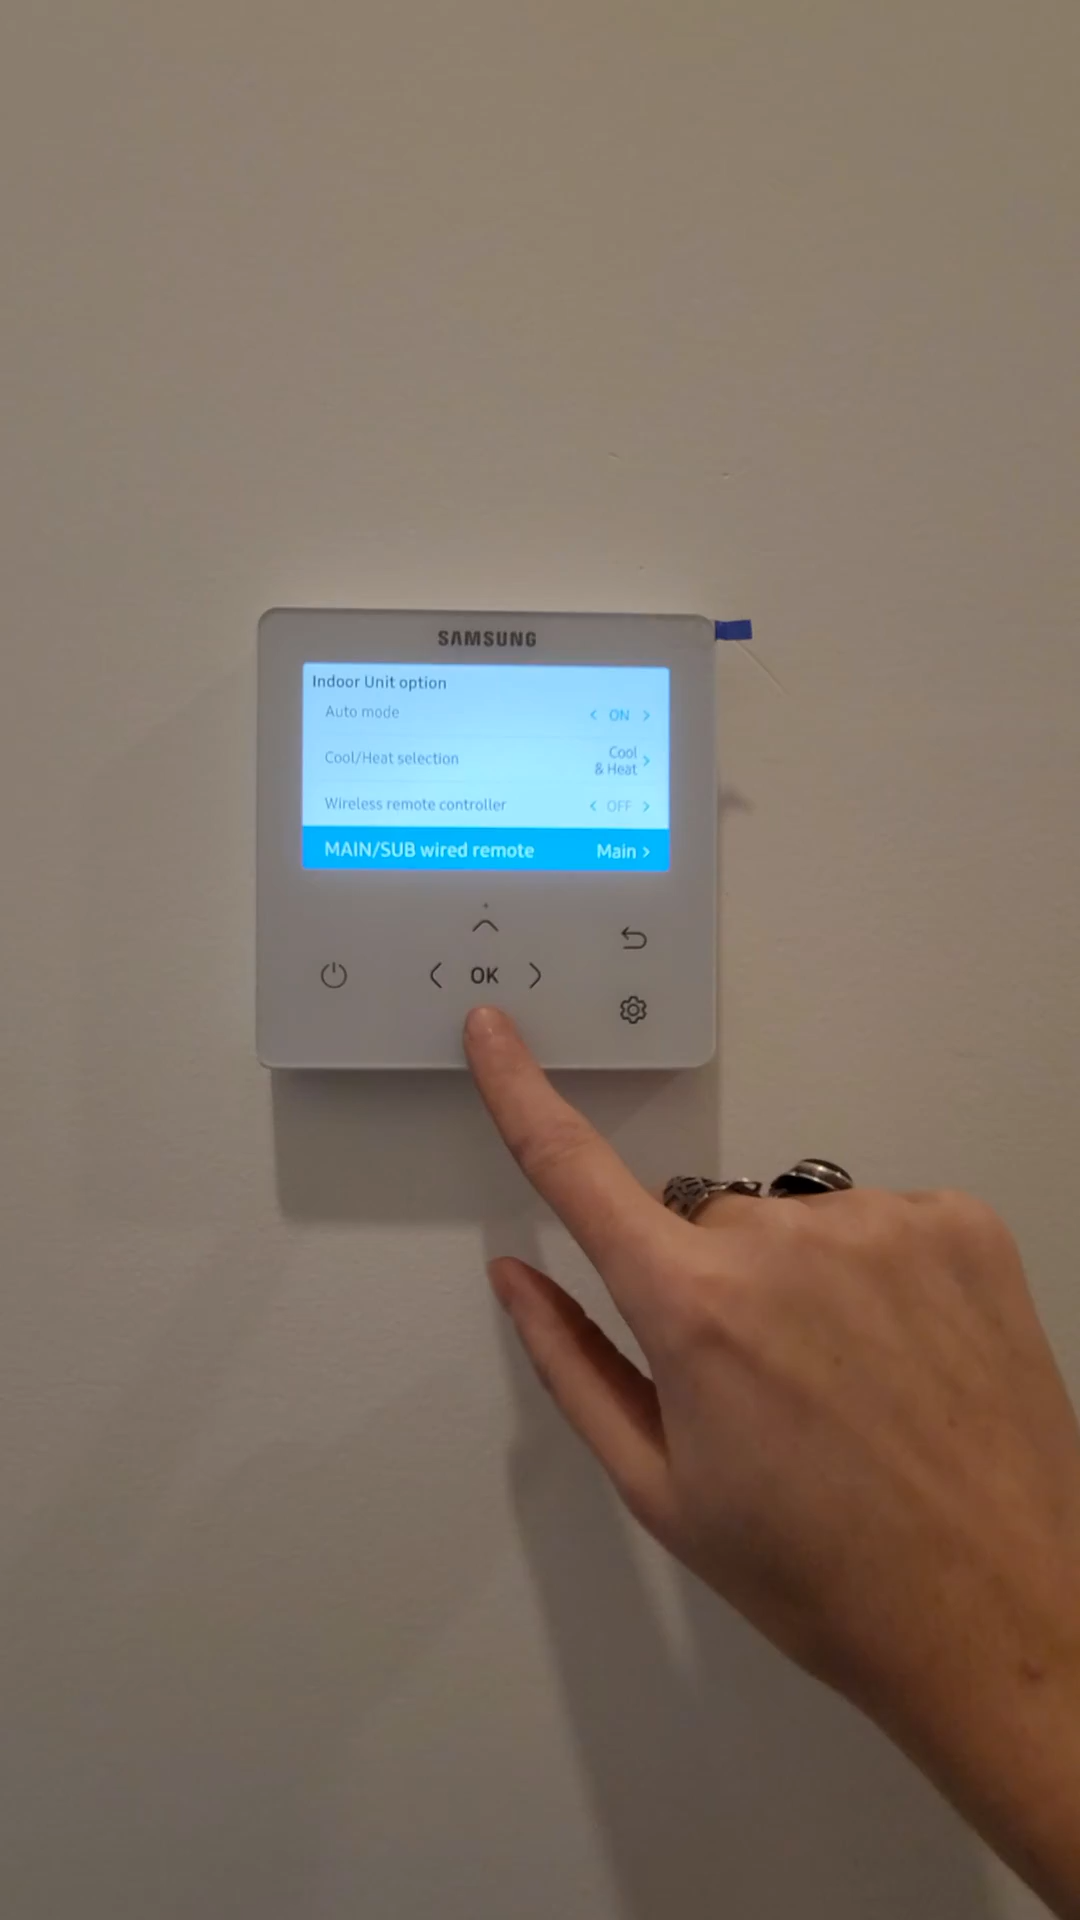 SAMSUNG
Indoor Unit option
Auto mode < ON >
Cool/Heat selection Cool
& Heat >
Wireless remote controller < OFF >
MAIN/SUB wired remote Main >
OK